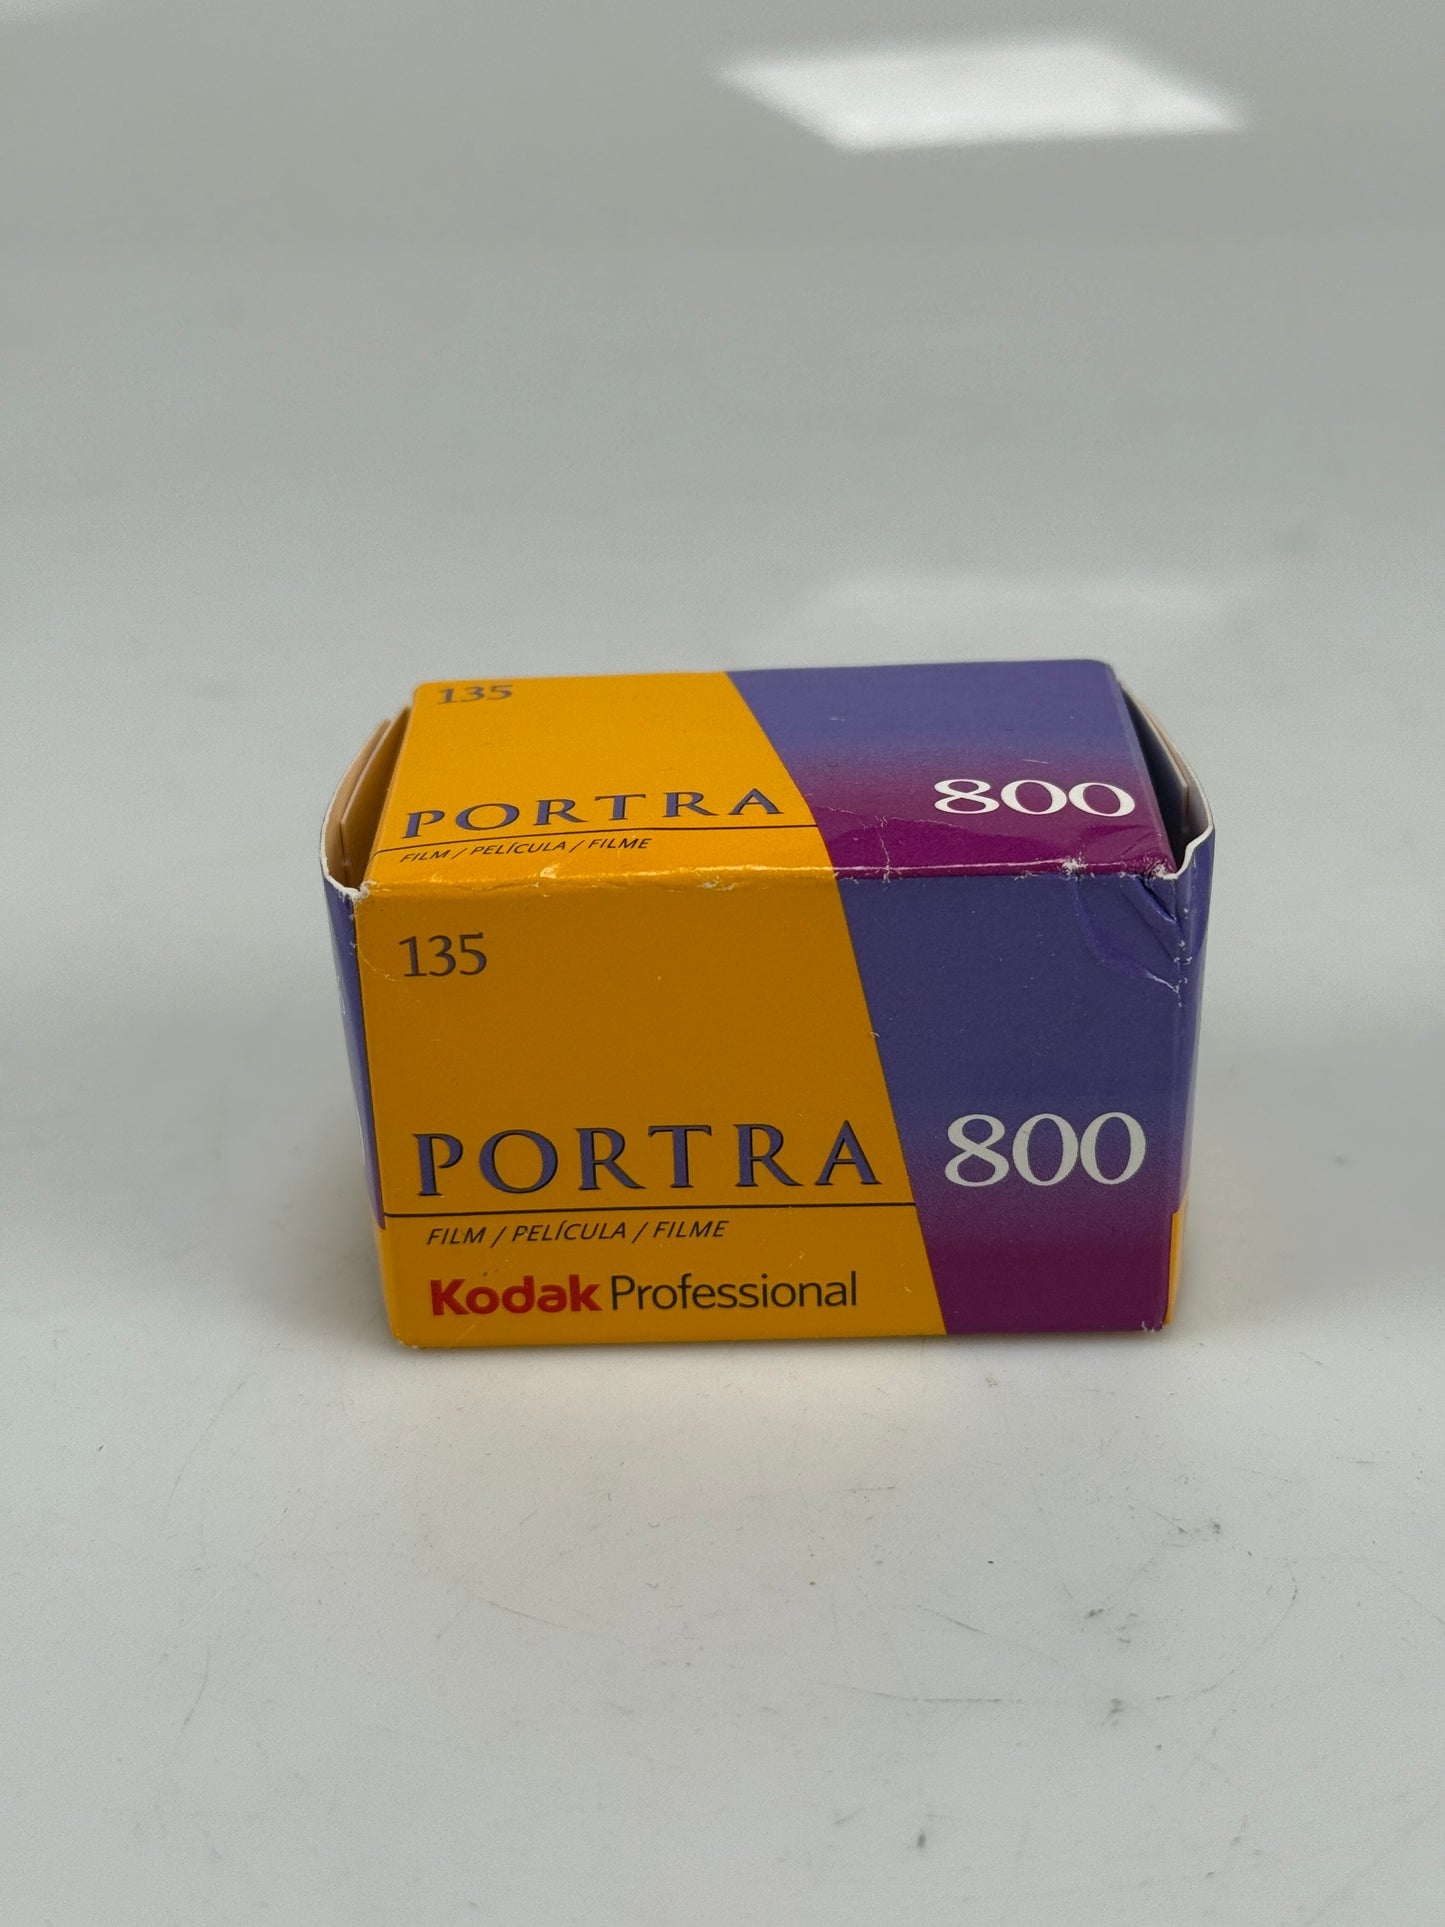 135
PORTRA 800
FILM / PELÍCULA / FILME
135
PORTRA 800
FILM / PELÍCULA / FILME
Kodak Professional